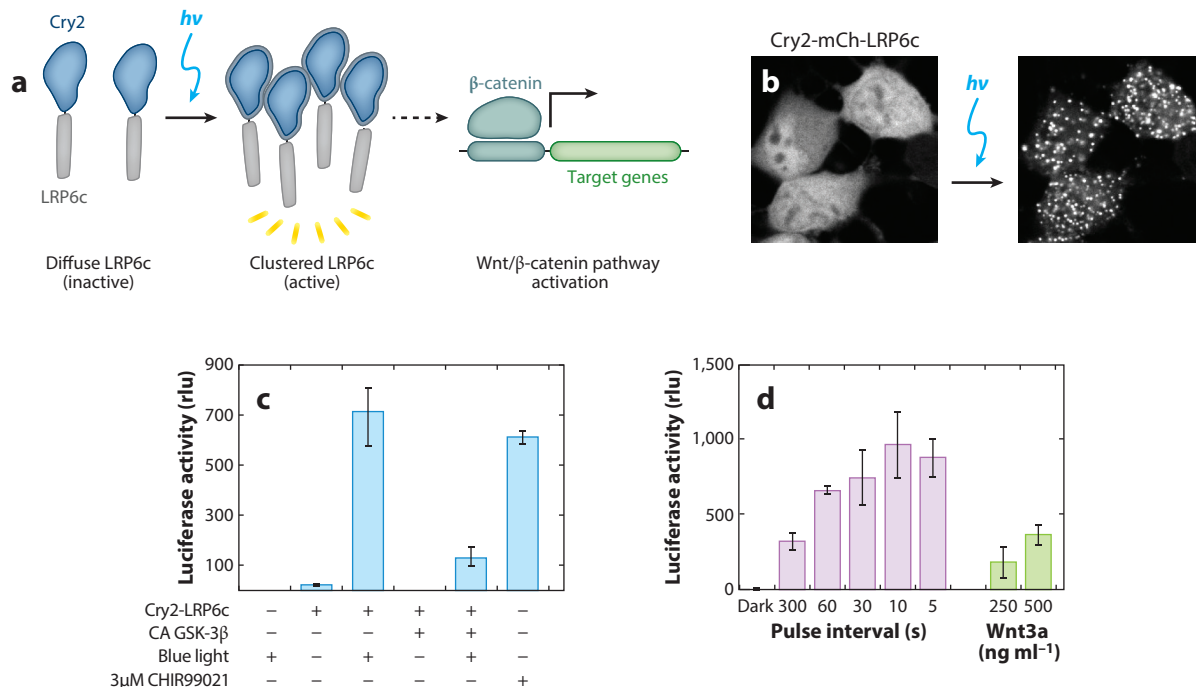 a
Cry2
hν
LRP6c
β-catenin
Target genes
Diffuse LRP6c
(inactive)
Clustered LRP6c
(active)
Wnt/β-catenin pathway
activation
b
Cry2-mCh-LRP6c
hν
c
Luciferase activity (rlu)
900
700
500
300
100
Cry2-LRP6c − + + + + −
CA GSK-3β − − − + + −
Blue light + − + − + −
3μM CHIR99021 − − − − − +
d
Luciferase activity (rlu)
1,500
1,000
500
0
Dark 300 60 30 10 5 250 500
Pulse interval (s)
Wnt3a
(ng ml⁻¹)